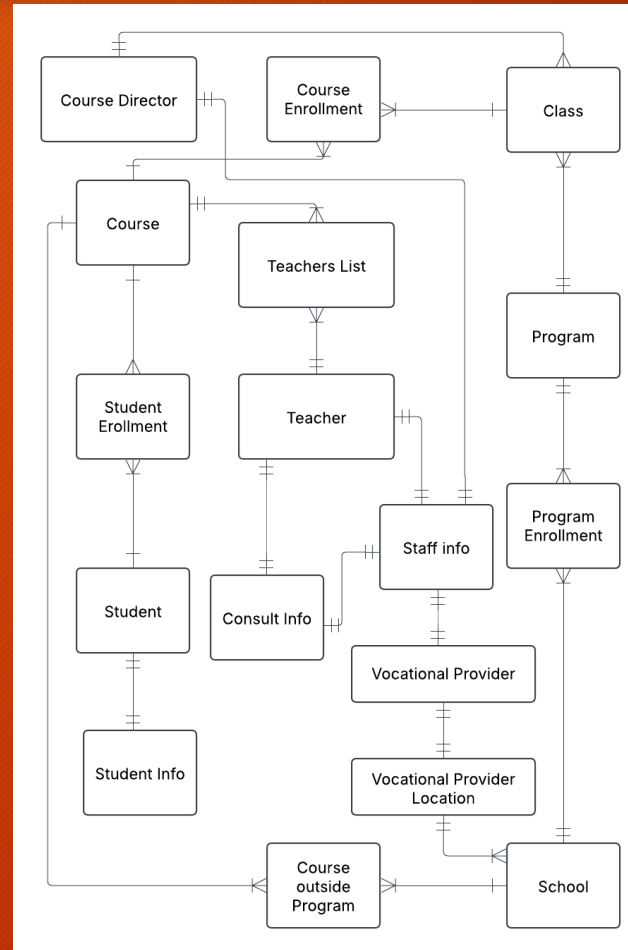 Course Director
Course
Enrollment
Class
Course
Teachers List
Program
Student
Erollment
Teacher
Program
Enrollment
Staff info
Student
Consult Info
Vocational Provider
Student Info
Vocational Provider
Location
Course
outside
Program
School